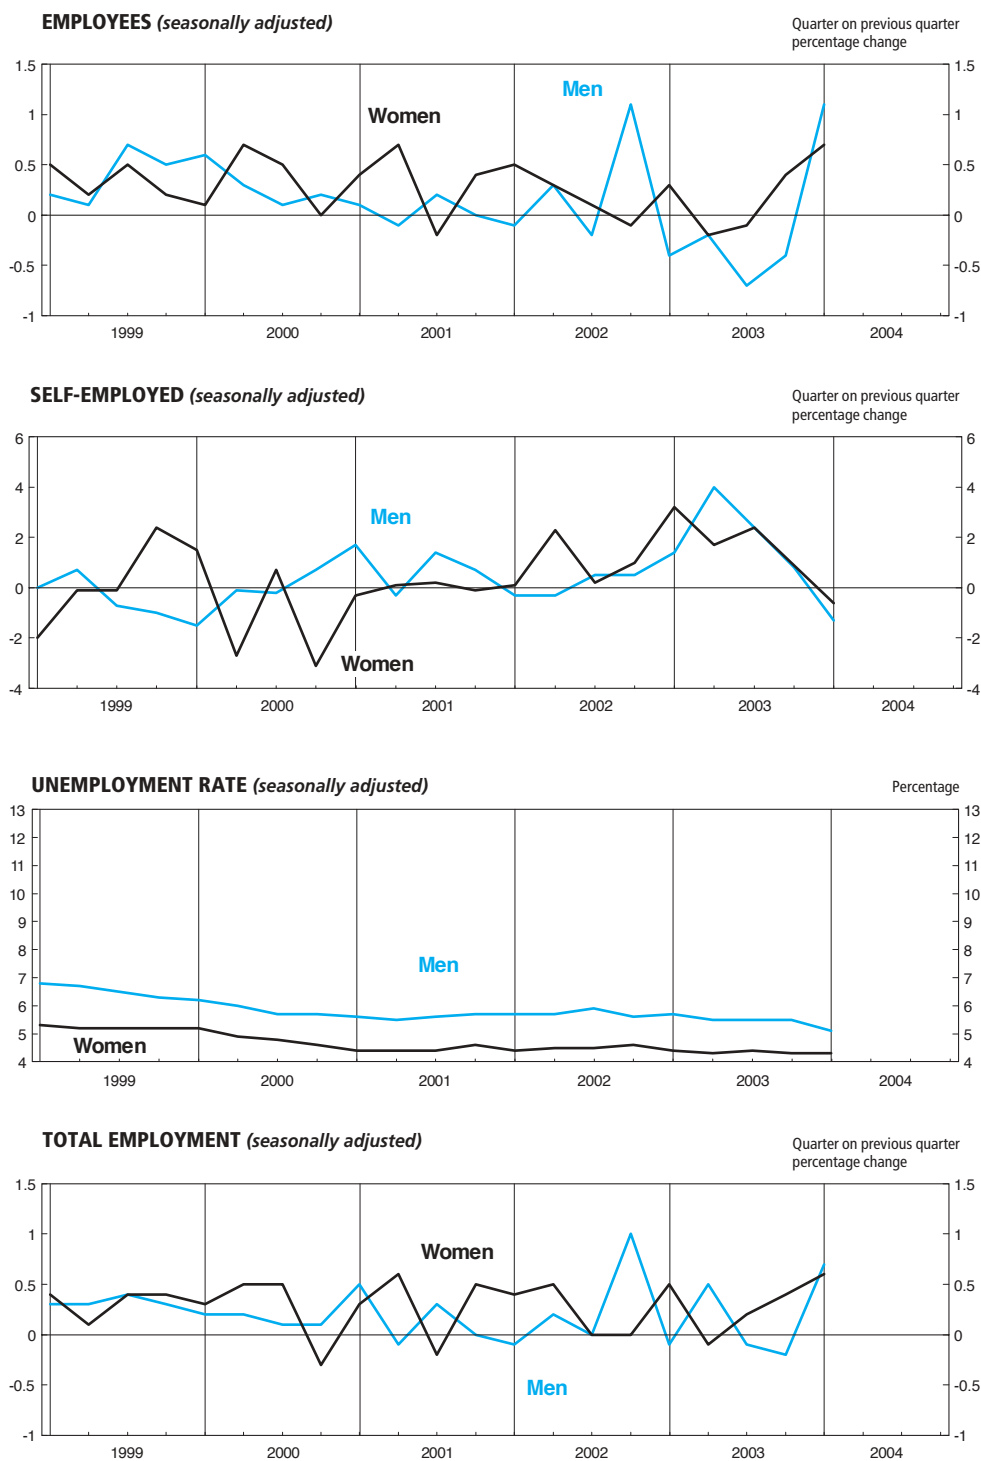 EMPLOYEES (seasonally adjusted)
Quarter on previous quarter
percentage change
1.5 1.5
1 1
0.5 0.5
0 0
-0.5 -0.5
-1 -1
Men
Women
1999 2000 2001 2002 2003 2004
SELF-EMPLOYED (seasonally adjusted)
Quarter on previous quarter
percentage change
6 6
4 4
2 2
0 0
-2 -2
-4 -4
Men
Women
1999 2000 2001 2002 2003 2004
UNEMPLOYMENT RATE (seasonally adjusted)
Percentage
13 13
12 12
11 11
10 10
9 9
8 8
7 7
6 6
5 5
4 4
Men
Women
1999 2000 2001 2002 2003 2004
TOTAL EMPLOYMENT (seasonally adjusted)
Quarter on previous quarter
percentage change
1.5 1.5
1 1
0.5 0.5
0 0
-0.5 -0.5
-1 -1
Women
Men
1999 2000 2001 2002 2003 2004